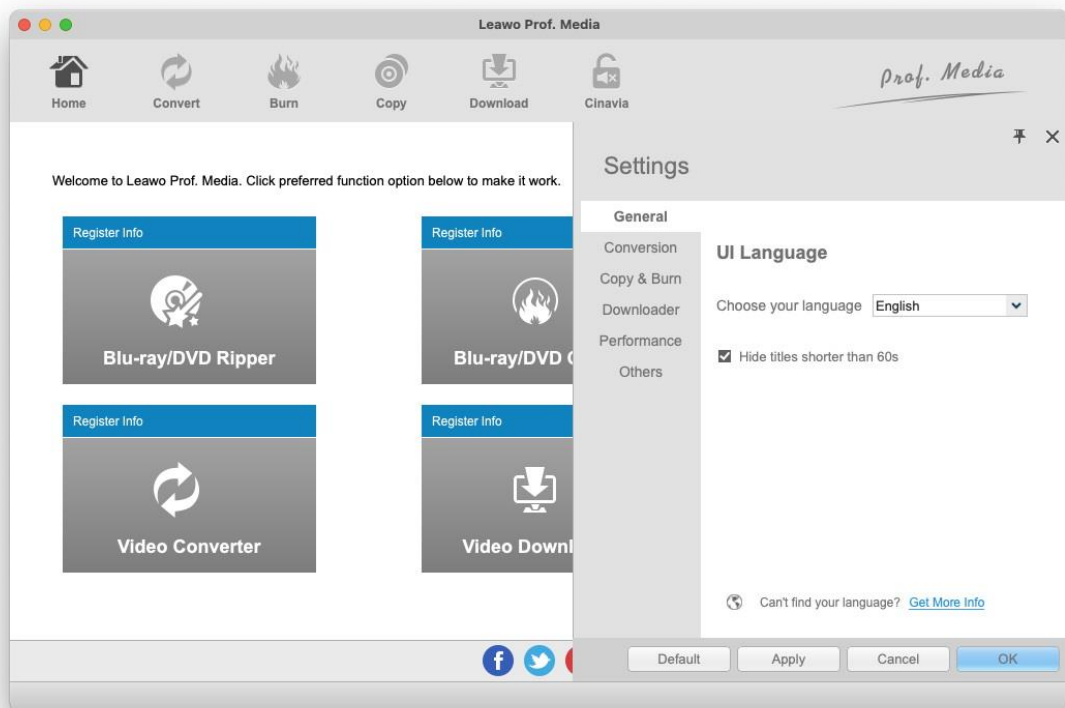 Leawo Prof. Media
Home Convert Burn Copy Download Cinavia
Prof. Media
Welcome to Leawo Prof. Media. Click preferred function option below to make it work.
Register Info
Blu-ray/DVD Ripper
Register Info
Blu-ray/DVD
Register Info
Video Converter
Register Info
Video Downl
Settings
General
Conversion
Copy & Burn
Downloader
Performance
Others
UI Language
Choose your language English
Hide titles shorter than 60s
Can't find your language? Get More Info
Default Apply Cancel OK